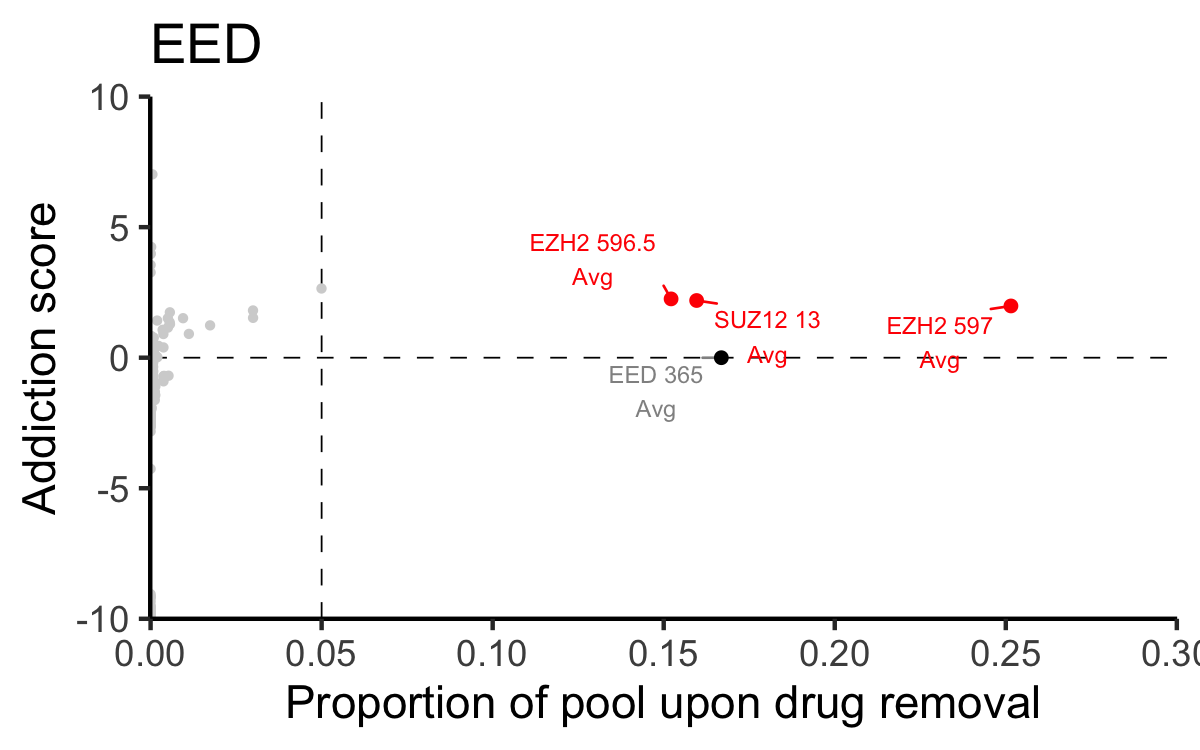 EED
10
5
0
-5
-10
Addiction score
EZH2 596.5
Avg
SUZ12 13
Avg
EZH2 597
Avg
EED 365
Avg
0.00 0.05 0.10 0.15 0.20 0.25 0.30
Proportion of pool upon drug removal